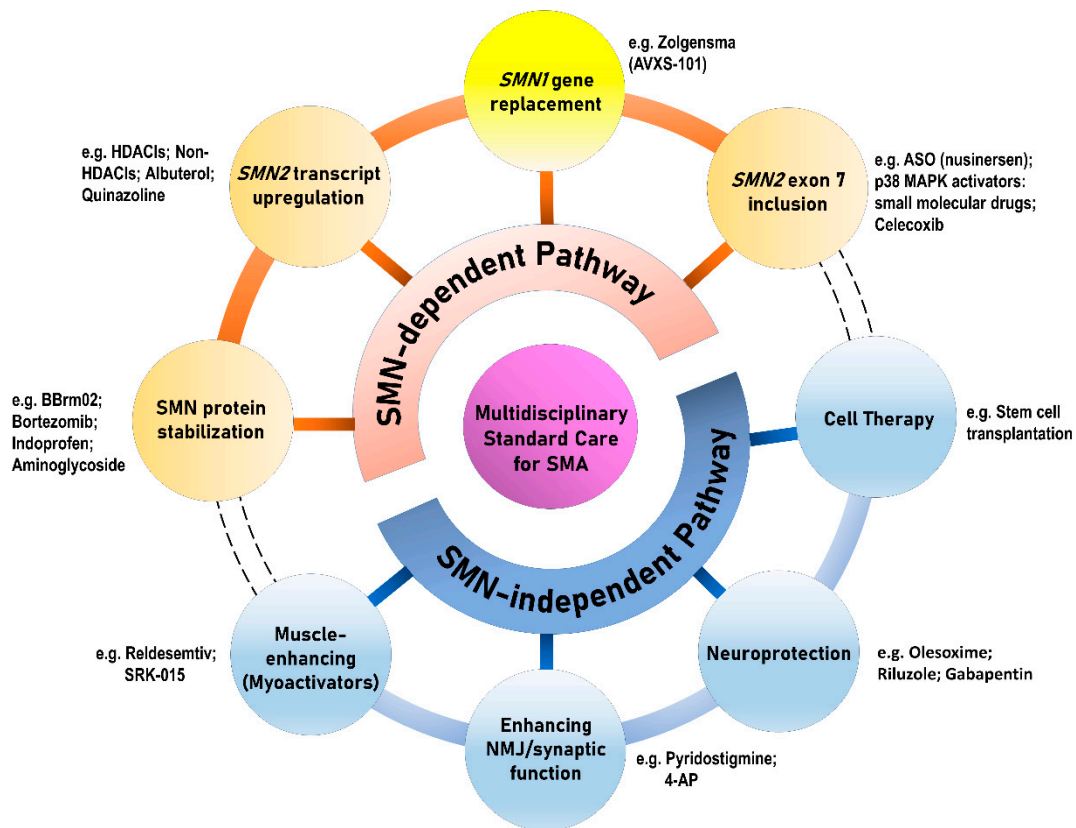 SMN1 gene
replacement
e.g. Zolgensma
(AVXS-101)
SMN2 transcript
upregulation
e.g. HDACIs; Non-
HDACIs; Albuterol;
Quinazoline
SMN2 exon 7
inclusion
e.g. ASO (nusinersen);
p38 MAPK activators:
small molecular drugs;
Celecoxib
SMN-dependent Pathway
SMN protein
stabilization
e.g. BBrm02;
Bortezomib;
Indoprofen;
Aminoglycoside
Multidisciplinary
Standard Care
for SMA
Cell Therapy
e.g. Stem cell
transplantation
SMN-independent Pathway
Muscle-
enhancing
(Myoactivators)
e.g. Reldesemtiv;
SRK-015
Neuroprotection
e.g. Olesoxime;
Riluzole; Gabapentin
Enhancing
NMJ/synaptic
function
e.g. Pyridostigmine;
4-AP